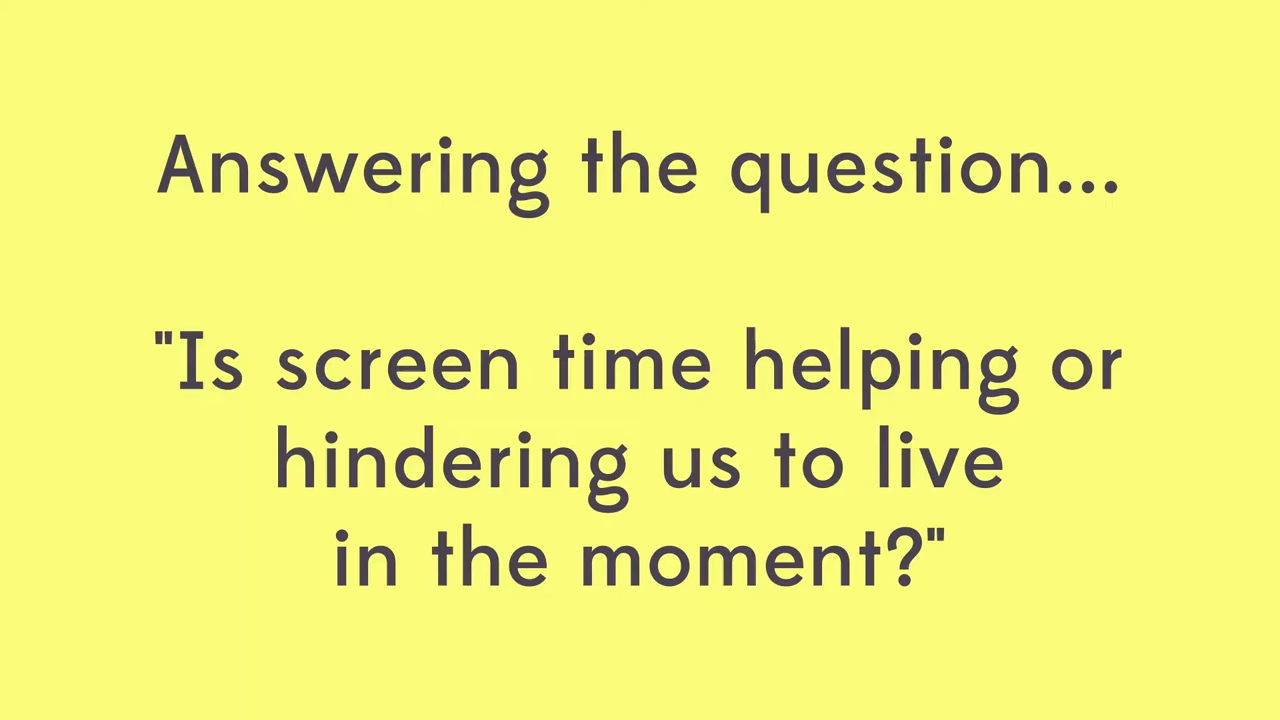 Answering the question...
"Is screen time helping or
hindering us to live
in the moment?"